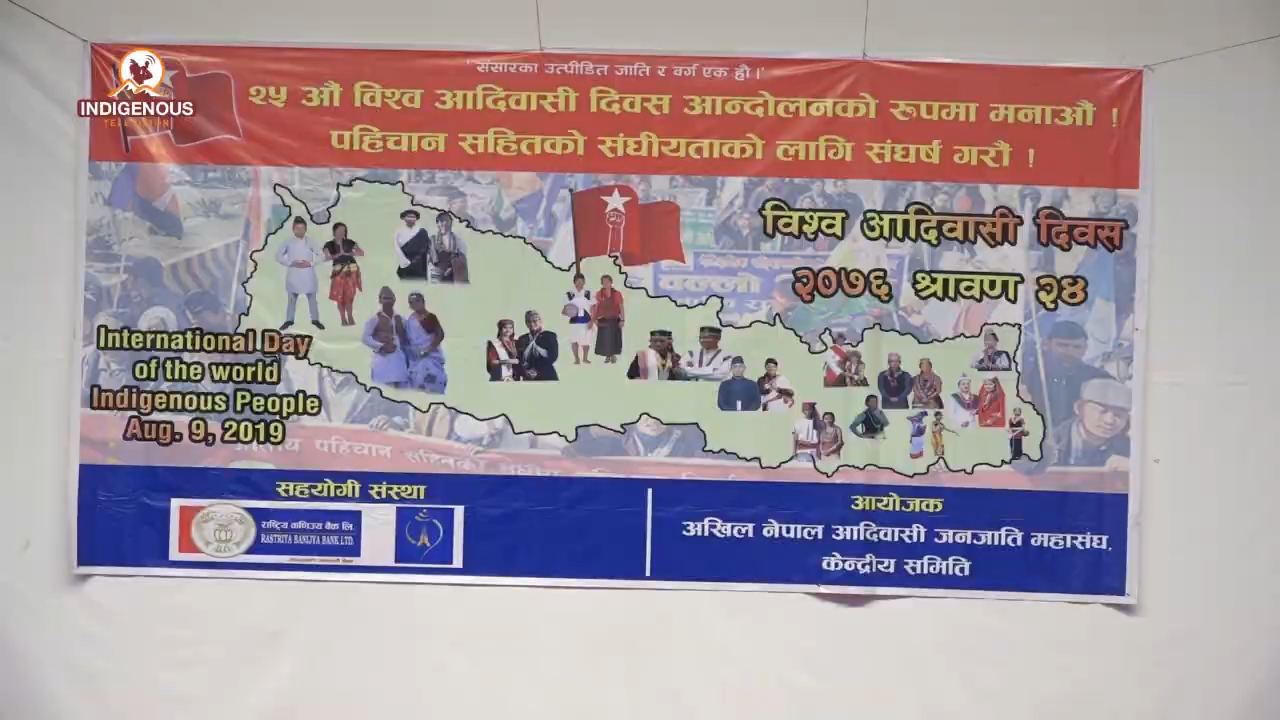 INDIGENOUS
TELEVISION
"संसारका उत्पीडित जाति र वर्ग एक हौ।"
२५ औं विश्व आदिवासी दिवस आन्दोलनको रुपमा मनाऔं !
पहिचान सहितको संघीयताको लागि संघर्ष गरौं !
विश्व आदिवासी दिवस
२०७६ श्रावण २४
International Day
of the world
Indigenous People
Aug. 9, 2019
सहयोगी संस्था
राष्ट्रिय वाणिज्य बैंक लि.
RASTRIYA BANIJYA BANK LTD.
आयोजक
अखिल नेपाल आदिवासी जनजाति महासंघ,
केन्द्रीय समिति